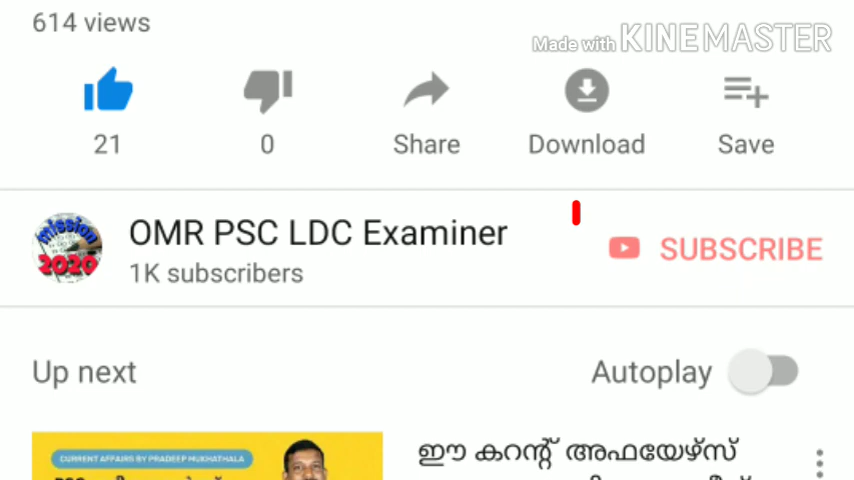 614 views
Made with KINEMASTER
21
0
Share
Download
Save
mission
2020
OMR PSC LDC Examiner
1K subscribers
SUBSCRIBE
Up next
Autoplay
CURRENT AFFAIRS BY PRADEEP MUKHATHALA
ഈ കറന്റ് അഫയേഴ്സ്